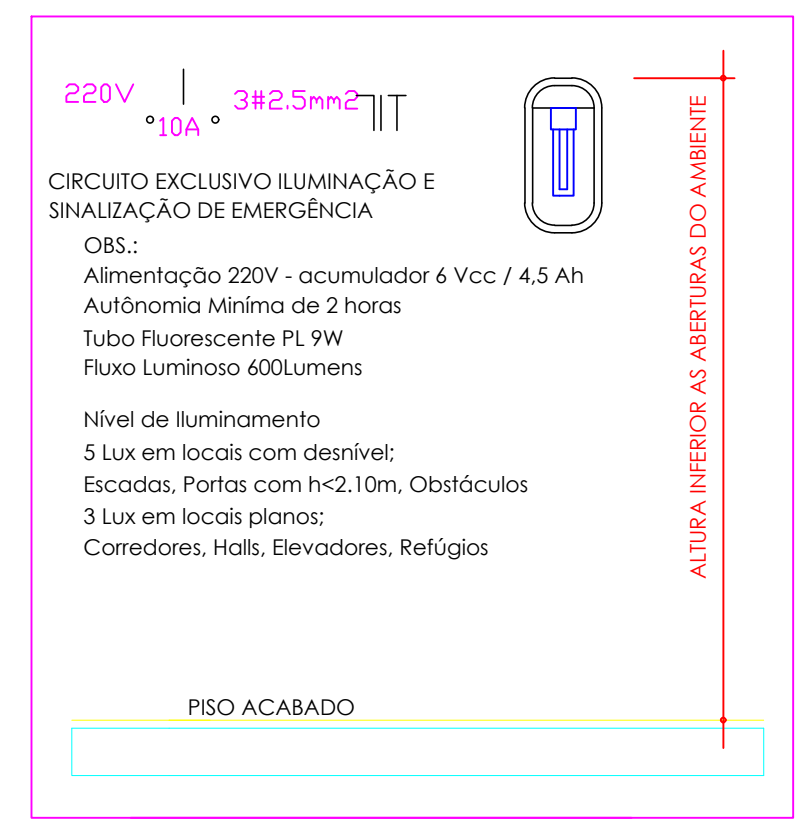 220V
10A
3#2.5mm2
CIRCUITO EXCLUSIVO ILUMINAÇÃO E
SINALIZAÇÃO DE EMERGÊNCIA
OBS.:
Alimentação 220V - acumulador 6 Vcc / 4,5 Ah
Autônomia Miníma de 2 horas
Tubo Fluorescente PL 9W
Fluxo Luminoso 600Lumens
Nível de Iluminamento
5 Lux em locais com desnível;
Escadas, Portas com h<2.10m, Obstáculos
3 Lux em locais planos;
Corredores, Halls, Elevadores, Refúgios
ALTURA INFERIOR AS ABERTURAS DO AMBIENTE
PISO ACABADO